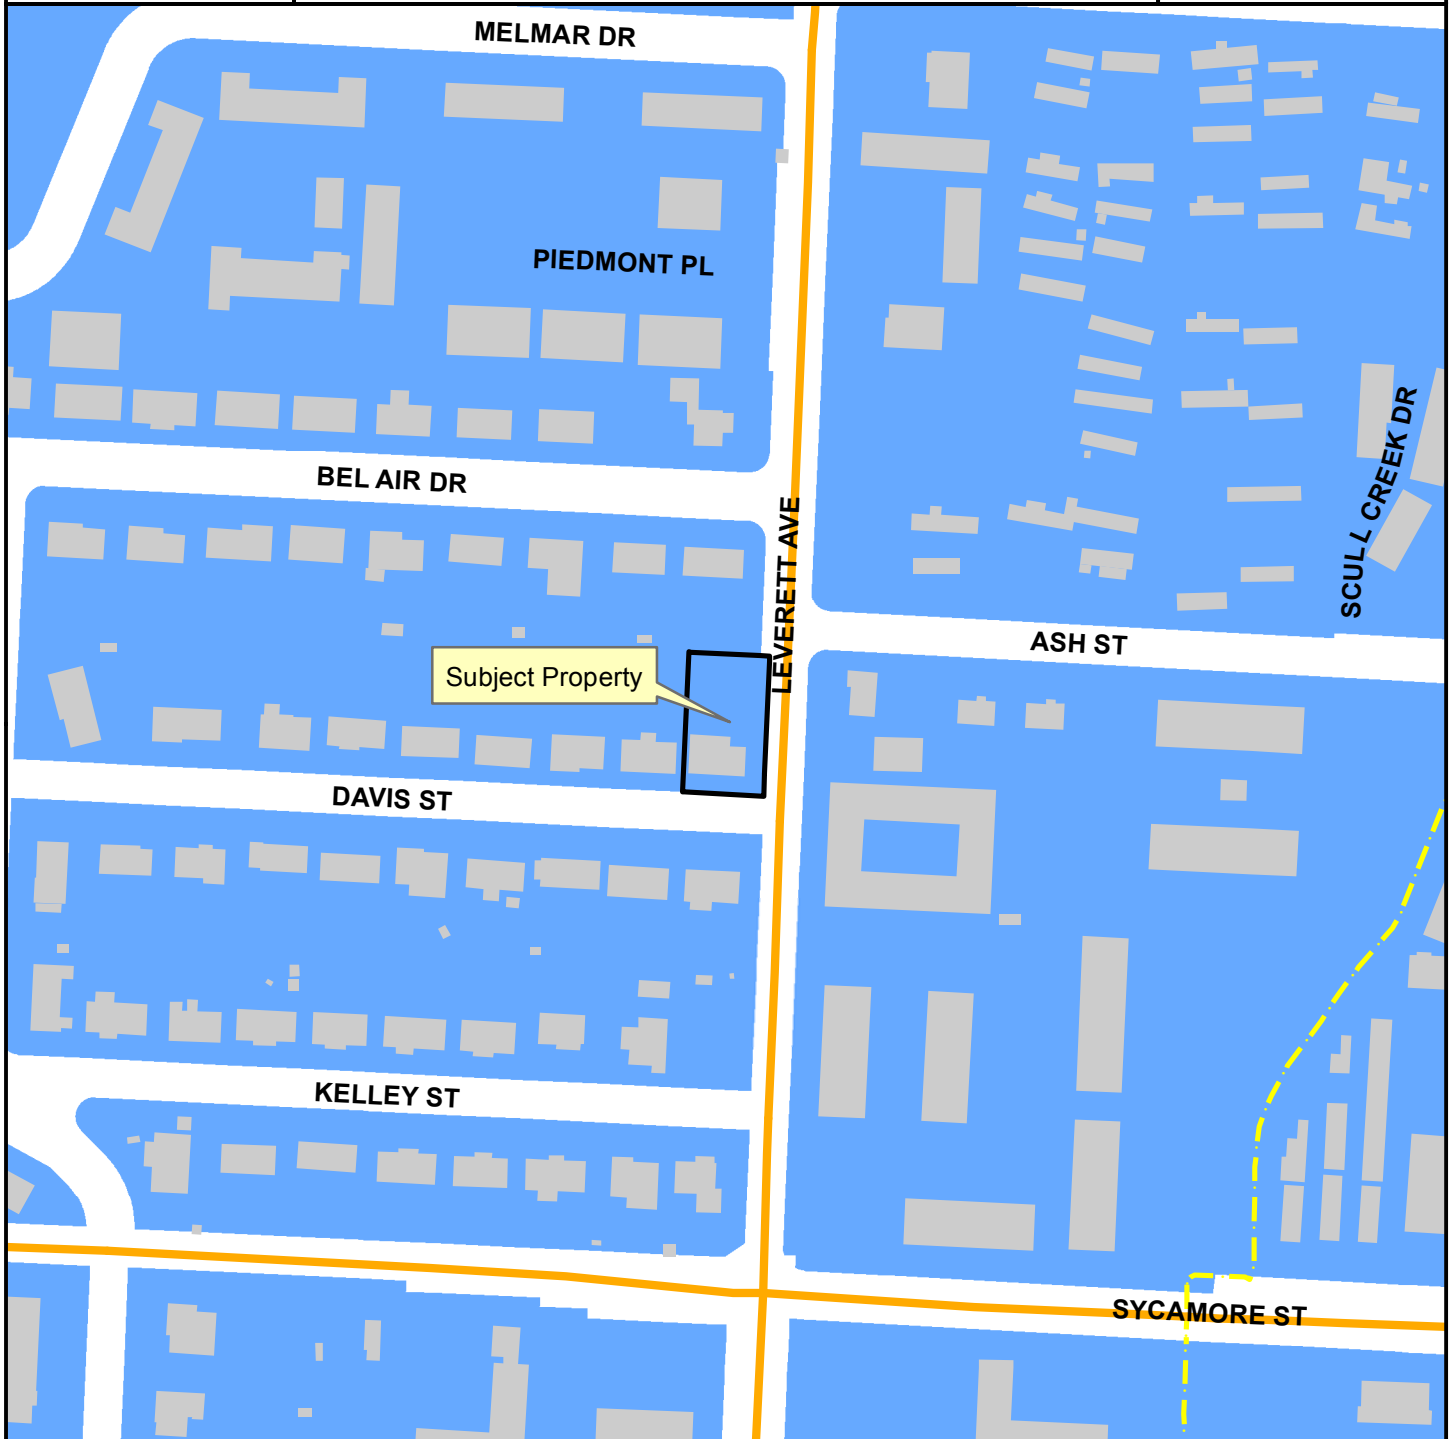 MELMAR DR
PIEDMONT PL
SCULL CREEK DR
BEL AIR DR
LEVERETT AVE
ASH ST
Subject Property
DAVIS ST
KELLEY ST
SYCAMORE ST